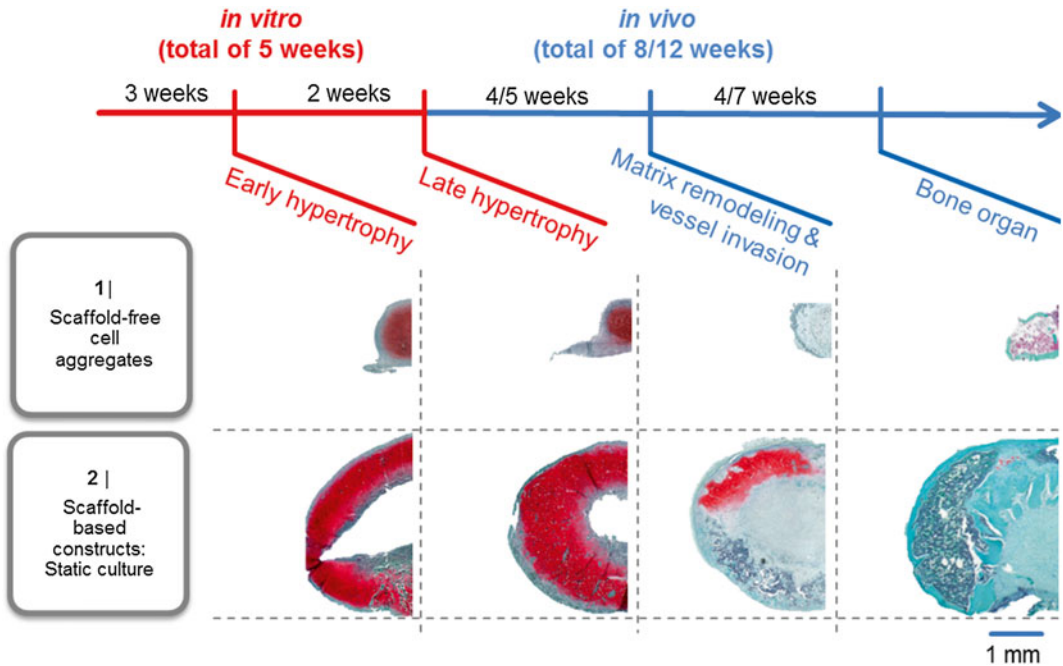 in vitro
(total of 5 weeks)
in vivo
(total of 8/12 weeks)
3 weeks
2 weeks
4/5 weeks
4/7 weeks
Early hypertrophy
Late hypertrophy
Matrix remodeling &
vessel invasion
Bone organ
1 |
Scaffold-free
cell
aggregates
2 |
Scaffold-
based
constructs:
Static culture
1 mm